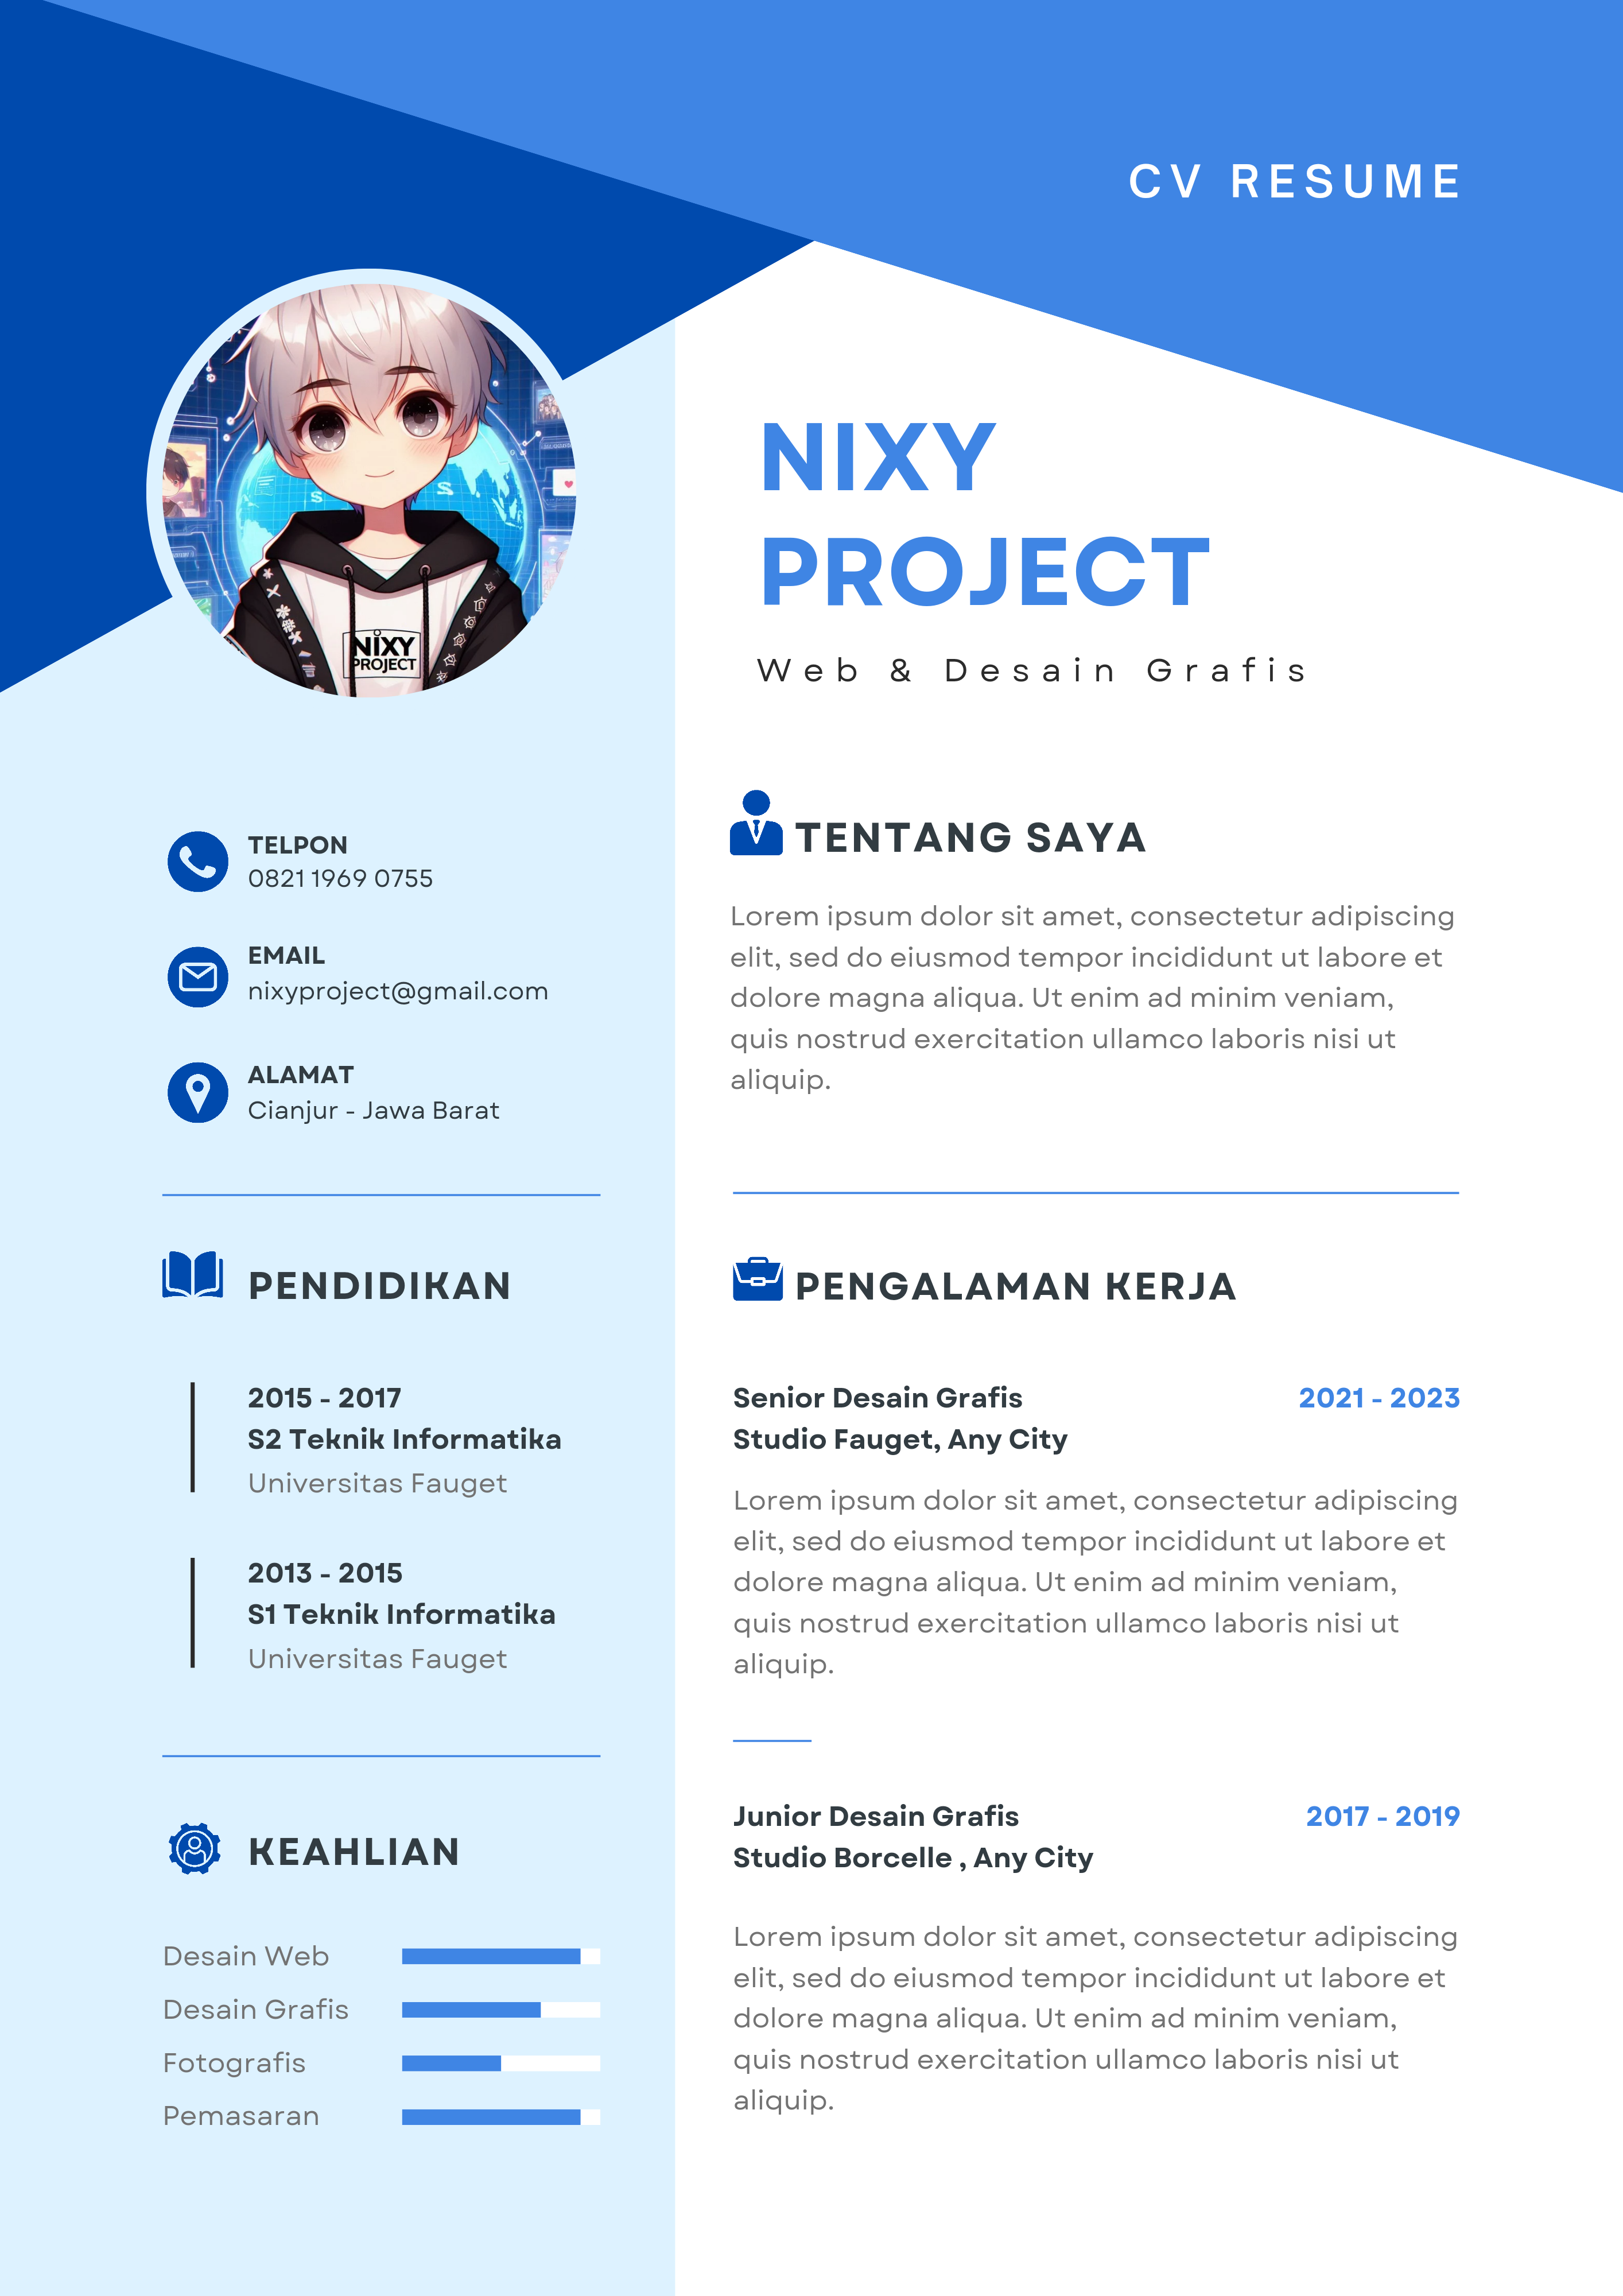 CV RESUME
NIXY
PROJECT
Web & Desain Grafis
NIXY
PROJECT
TELPON
0821 1969 0755
EMAIL
nixyproject@gmail.com
ALAMAT
Cianjur - Jawa Barat
PENDIDIKAN
2015 - 2017
S2 Teknik Informatika
Universitas Fauget
2013 - 2015
S1 Teknik Informatika
Universitas Fauget
KEAHLIAN
Desain Web
Desain Grafis
Fotografis
Pemasaran
TENTANG SAYA
Lorem ipsum dolor sit amet, consectetur adipiscing
elit, sed do eiusmod tempor incididunt ut labore et
dolore magna aliqua. Ut enim ad minim veniam,
quis nostrud exercitation ullamco laboris nisi ut
aliquip.
PENGALAMAN KERJA
Senior Desain Grafis 2021 - 2023
Studio Fauget, Any City
Lorem ipsum dolor sit amet, consectetur adipiscing
elit, sed do eiusmod tempor incididunt ut labore et
dolore magna aliqua. Ut enim ad minim veniam,
quis nostrud exercitation ullamco laboris nisi ut
aliquip.
Junior Desain Grafis 2017 - 2019
Studio Borcelle , Any City
Lorem ipsum dolor sit amet, consectetur adipiscing
elit, sed do eiusmod tempor incididunt ut labore et
dolore magna aliqua. Ut enim ad minim veniam,
quis nostrud exercitation ullamco laboris nisi ut
aliquip.